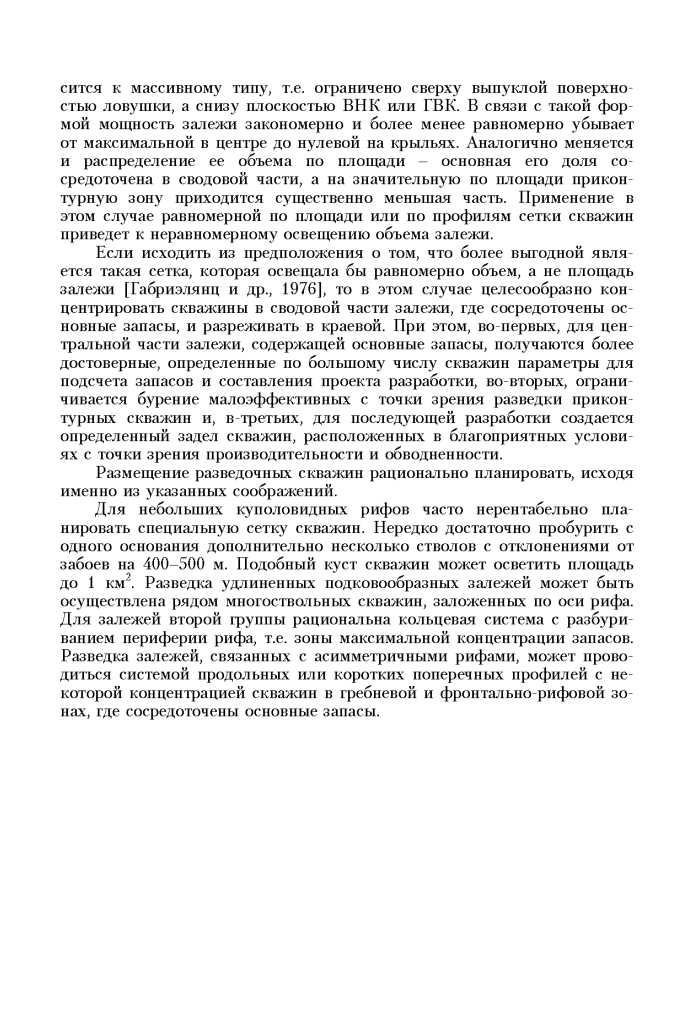 сится к массивному типу, т.е. ограничено сверху выпуклой поверхно-
стью ловушки, а снизу плоскостью ВНК или ГВК. В связи с такой фор-
мой мощность залежи закономерно и более менее равномерно убывает
от максимальной в центре до нулевой на крыльях. Аналогично меняется
и распределение ее объема по площади – основная его доля со-
средоточена в сводовой части, а на значительную по площади прикон-
турную зону приходится существенно меньшая часть. Применение в
этом случае равномерной по площади или по профилям сетки скважин
приведет к неравномерному освещению объема залежи.
Если исходить из предположения о том, что более выгодной явля-
ется такая сетка, которая освещала бы равномерно объем, а не площадь
залежи [Габриэлянц и др., 1976], то в этом случае целесообразно кон-
центрировать скважины в сводовой части залежи, где сосредоточены ос-
новные запасы, и разреживать в краевой. При этом, во-первых, для цен-
тральной части залежи, содержащей основные запасы, получаются более
достоверные, определенные по большому числу скважин параметры для
подсчета запасов и составления проекта разработки, во-вторых, ограни-
чивается бурение малоэффективных с точки зрения разведки прикон-
турных скважин и, в-третьих, для последующей разработки создается
определенный задел скважин, расположенных в благоприятных услови-
ях с точки зрения производительности и обводненности.
Размещение разведочных скважин рационально планировать, исходя
именно из указанных соображений.
Для небольших куполовидных рифов часто нерентабельно пла-
нировать специальную сетку скважин. Нередко достаточно пробурить с
одного основания дополнительно несколько стволов с отклонениями от
забоев на 400–500 м. Подобный куст скважин может осветить площадь
до 1 км². Разведка удлиненных подковообразных залежей может быть
осуществлена рядом многоствольных скважин, заложенных по оси рифа.
Для залежей второй группы рациональна кольцевая система с разбури-
ванием периферии рифа, т.е. зоны максимальной концентрации запасов.
Разведка залежей, связанных с асимметричными рифами, может прово-
диться системой продольных или коротких поперечных профилей с не-
которой концентрацией скважин в гребневой и фронтально-рифовой зо-
нах, где сосредоточены основные запасы.